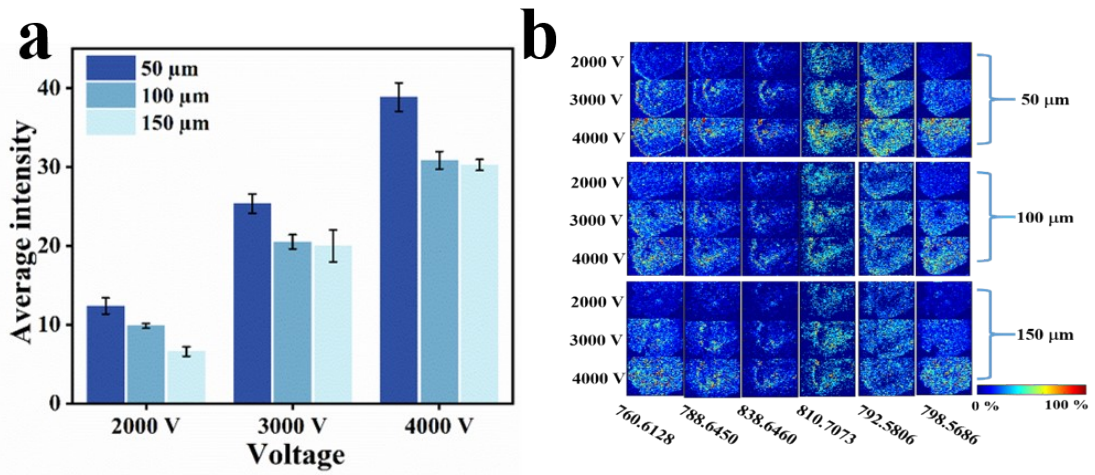 a
50 µm
100 µm
150 µm
40
30
20
10
0
Average intensity
2000 V
3000 V
4000 V
Voltage
b
2000 V
3000 V
4000 V
50 µm
2000 V
3000 V
4000 V
100 µm
2000 V
3000 V
4000 V
150 µm
0 %
100 %
760.6128
788.6450
838.6460
810.7073
792.5806
798.5686